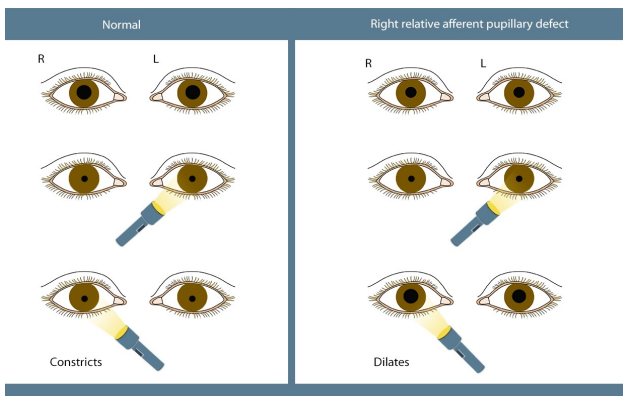 Normal
Right relative afferent pupillary defect
R
L
R
L
Constricts
Dilates